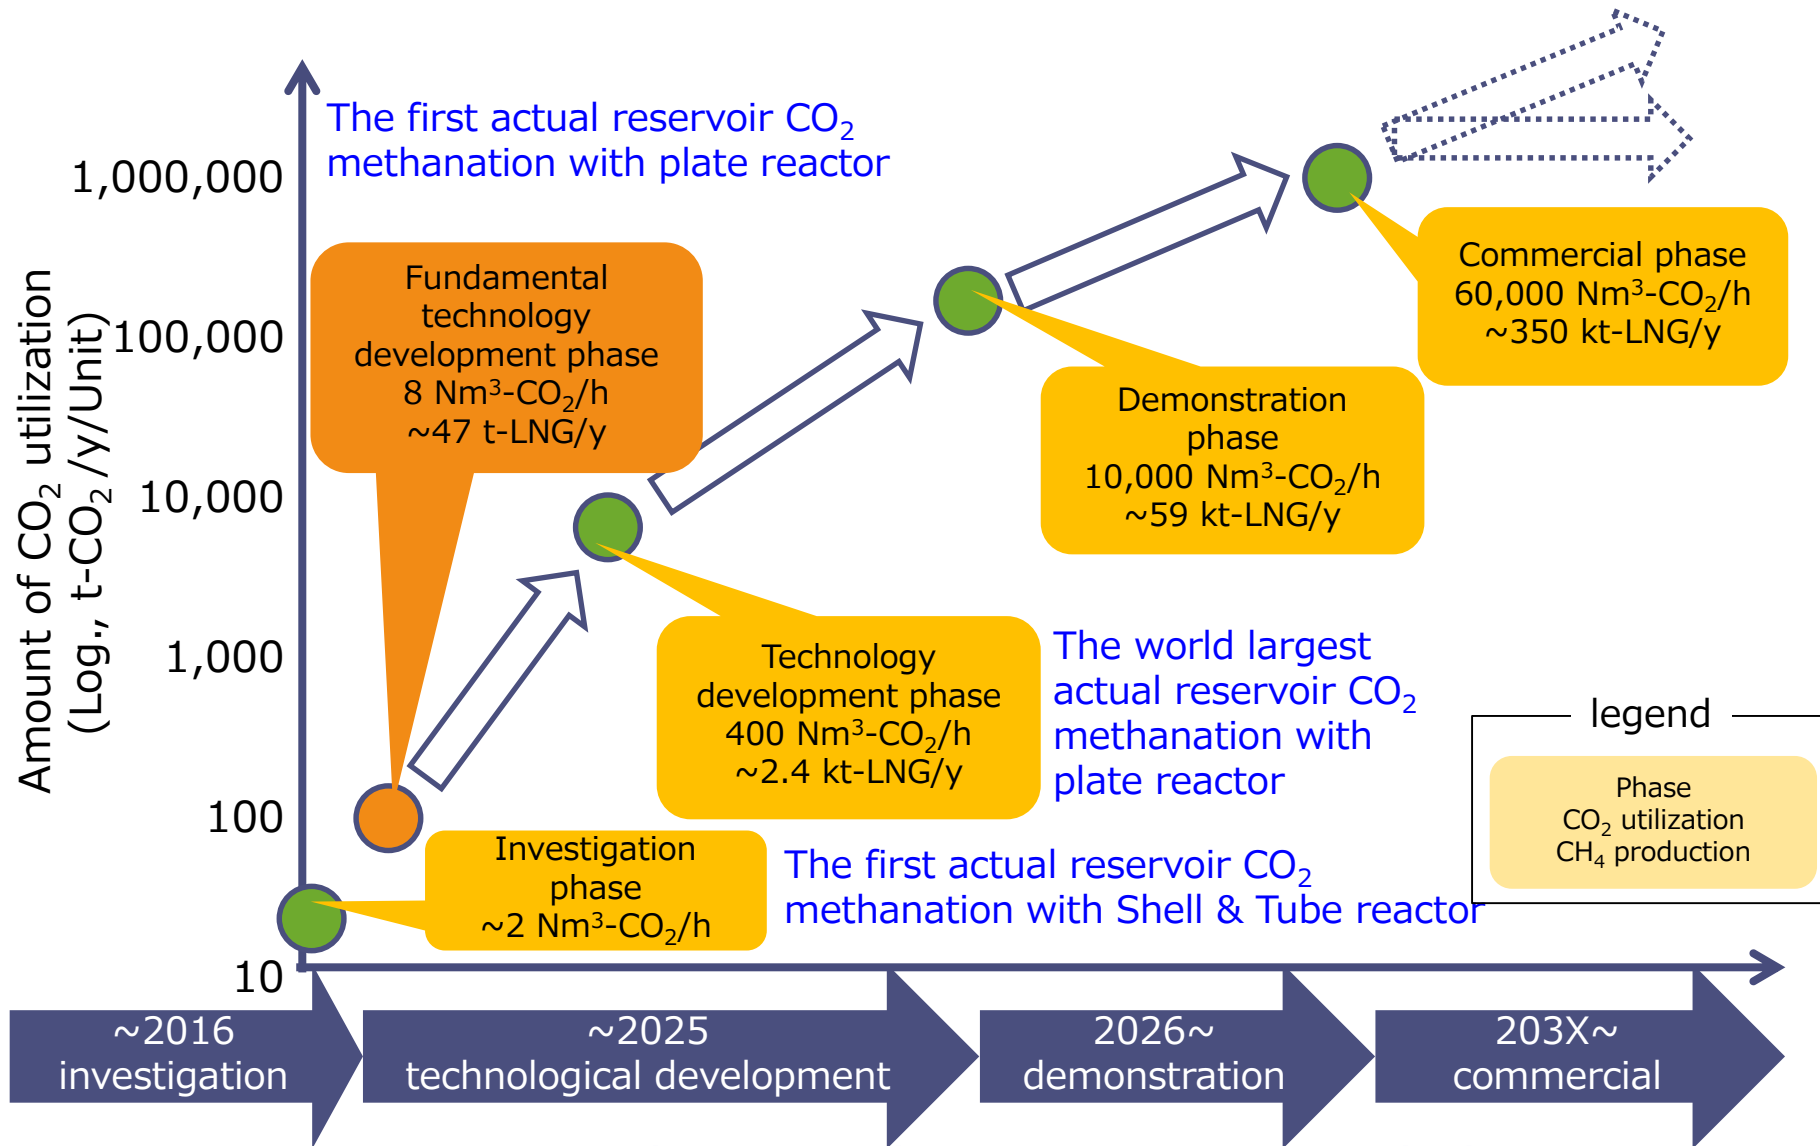 The first actual reservoir CO₂
methanation with plate reactor
1,000,000
100,000
10,000
1,000
100
10
Amount of CO₂ utilization
(Log., t-CO₂/y/Unit)
Fundamental
technology
development phase
8 Nm³-CO₂/h
~47 t-LNG/y
Commercial phase
60,000 Nm³-CO₂/h
~350 kt-LNG/y
Demonstration
phase
10,000 Nm³-CO₂/h
~59 kt-LNG/y
Technology
development phase
400 Nm³-CO₂/h
~2.4 kt-LNG/y
The world largest
actual reservoir CO₂
methanation with
plate reactor
Investigation
phase
~2 Nm³-CO₂/h
The first actual reservoir CO₂
methanation with Shell & Tube reactor
legend
Phase
CO₂ utilization
CH₄ production
~2016
investigation
~2025
technological development
2026~
demonstration
203X~
commercial